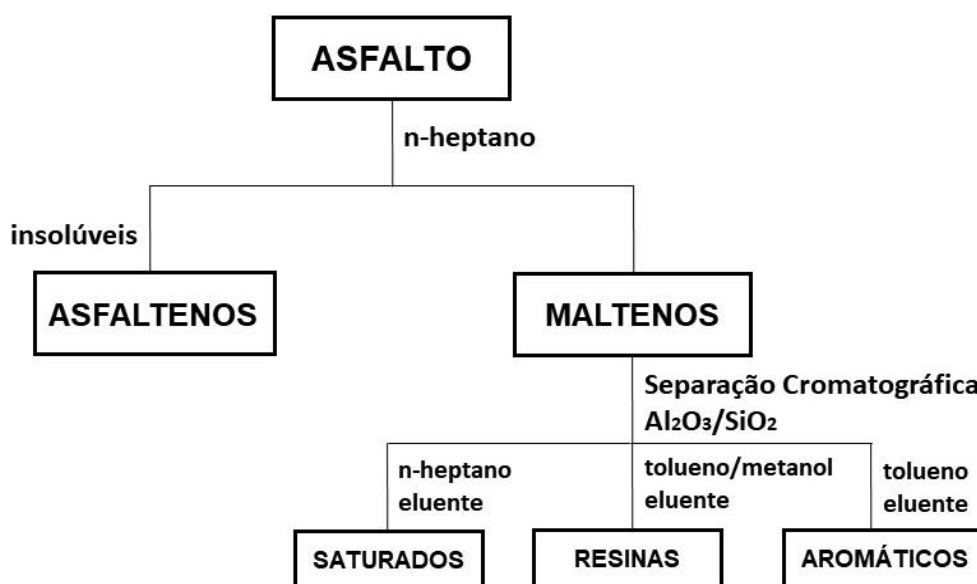 ASFALTO
n-heptano
insolúveis
ASFALTENOS
MALTENOS
Separação Cromatográfica
Al₂O₃/SiO₂
n-heptano
eluente
tolueno/metanol
eluente
tolueno
eluente
SATURADOS
RESINAS
AROMÁTICOS